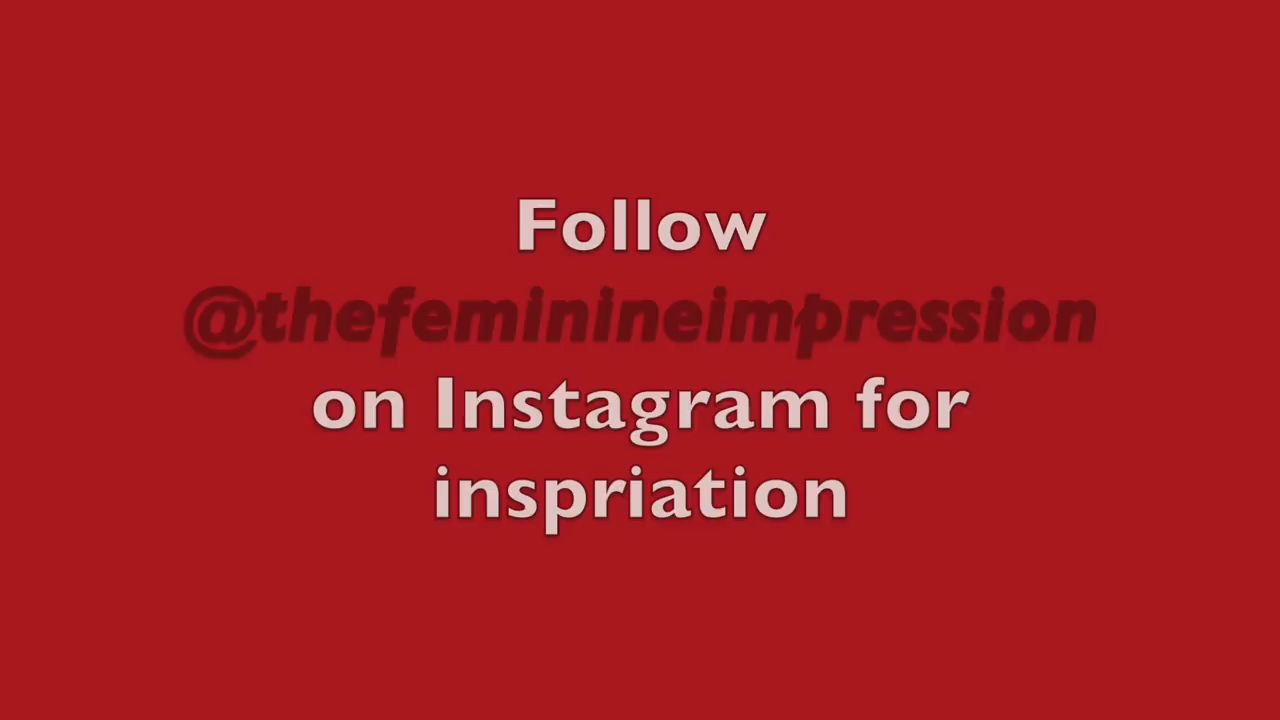 Follow
@thefeminineimpression
on Instagram for
inspriation